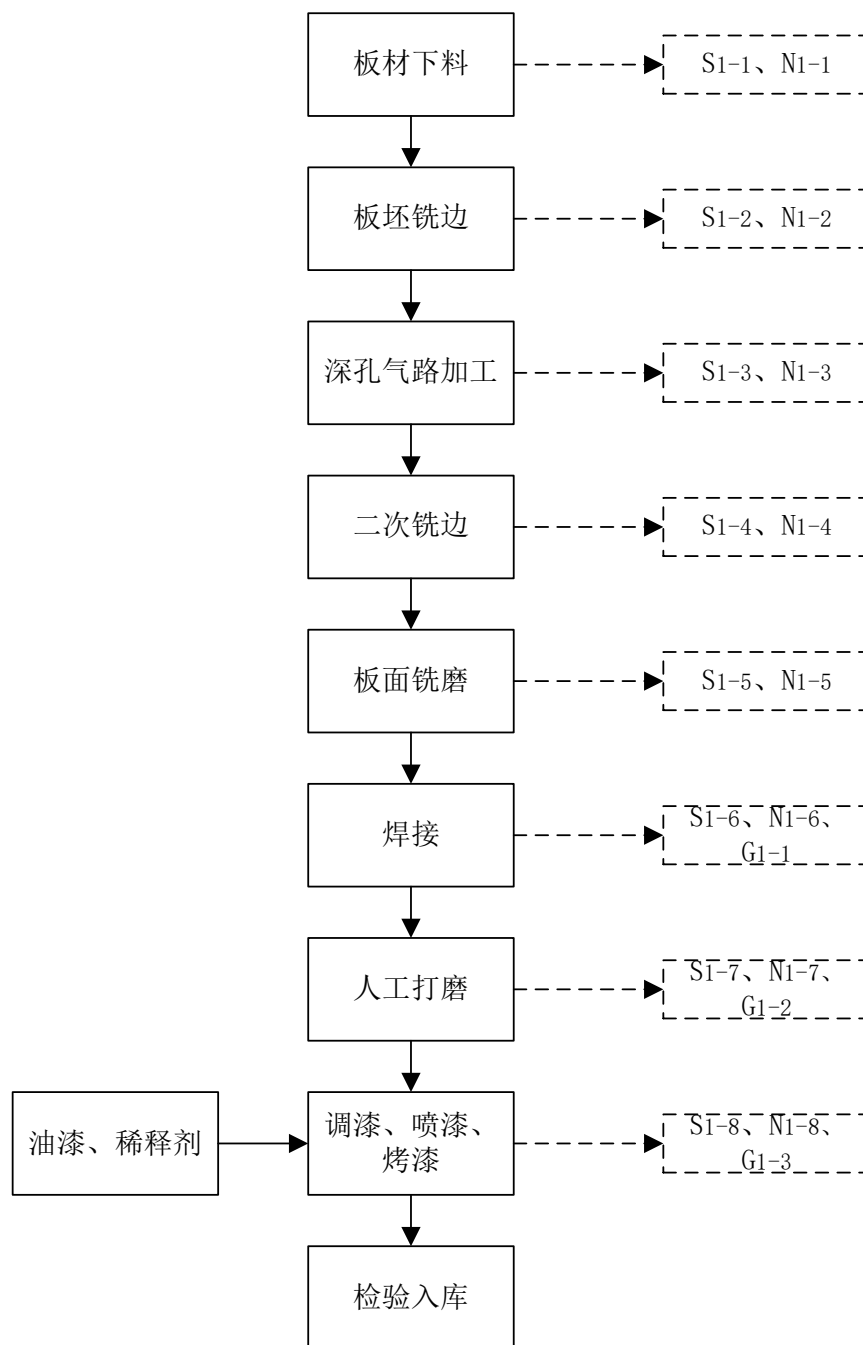 板材下料
S1-1、N1-1
板坯铣边
S1-2、N1-2
深孔气路加工
S1-3、N1-3
二次铣边
S1-4、N1-4
板面铣磨
S1-5、N1-5
焊接
S1-6、N1-6、
G1-1
人工打磨
S1-7、N1-7、
G1-2
油漆、稀释剂
调漆、喷漆、
烤漆
S1-8、N1-8、
G1-3
检验入库